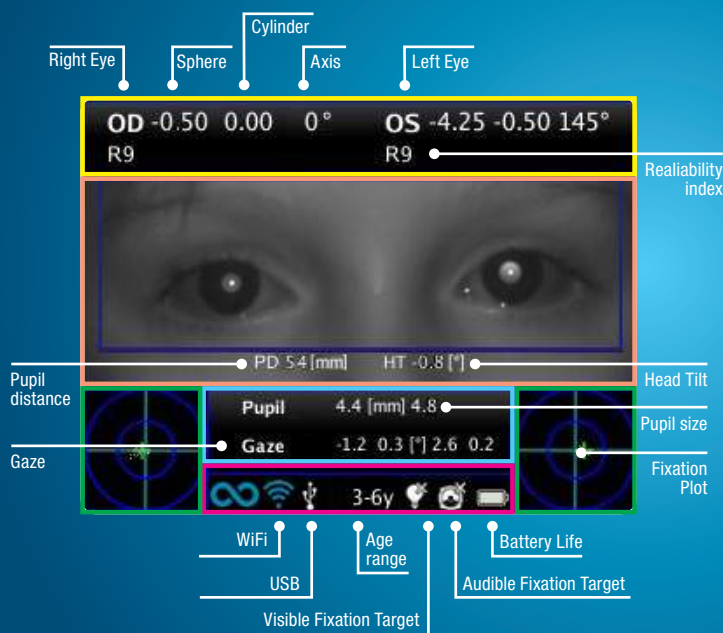 Cylinder
Right Eye
Sphere
Axis
Left Eye
OD -0.50 0.00 0° OS -4.25 -0.50 145°
R9 R9
Realiability
index
PD 54 [mm] HT -0.8 [°]
Pupil
distance
Head Tilt
Pupil 4.4 [mm] 4.8
Pupil size
Gaze
Gaze -1.2 0.3 [°] 2.6 0.2
Fixation
Plot
3-6y
WiFi
Age
range
Battery Life
USB
Audible Fixation Target
Visible Fixation Target